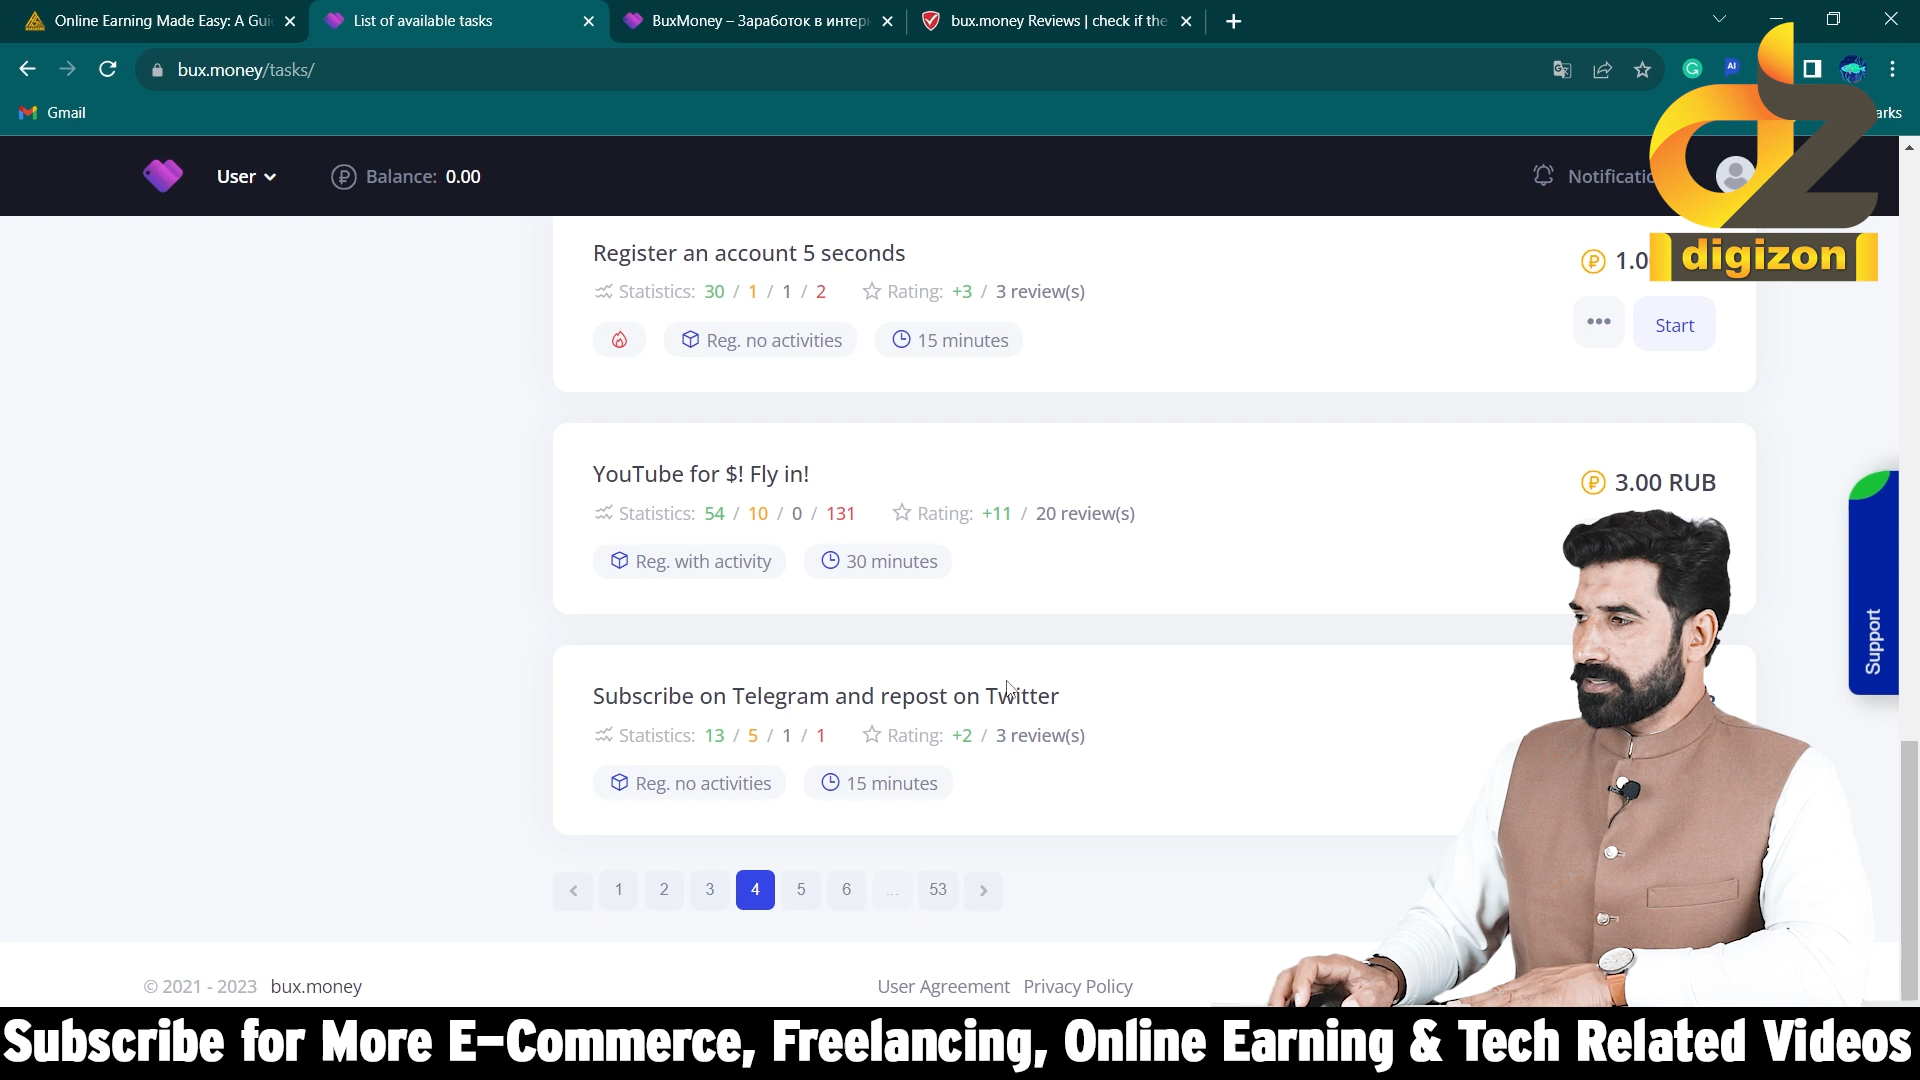 Online Earning Made Easy: A Gui
List of available tasks
BuxMoney – Заработок в интер
bux.money Reviews | check if the
bux.money/tasks/
Gmail
arks
User
Balance: 0.00
Notificatio
Register an account 5 seconds
1.0
digizon
Statistics: 30 / 1 / 1 / 2 Rating: +3 / 3 review(s)
Reg. no activities
15 minutes
Start
YouTube for $! Fly in!
3.00 RUB
Statistics: 54 / 10 / 0 / 131 Rating: +11 / 20 review(s)
Reg. with activity
30 minutes
Support
Subscribe on Telegram and repost on Twitter
Statistics: 13 / 5 / 1 / 1 Rating: +2 / 3 review(s)
Reg. no activities
15 minutes
1 2 3 4 5 6 ... 53
© 2021 - 2023 bux.money
User Agreement Privacy Policy
Subscribe for More E-Commerce, Freelancing, Online Earning & Tech Related Videos